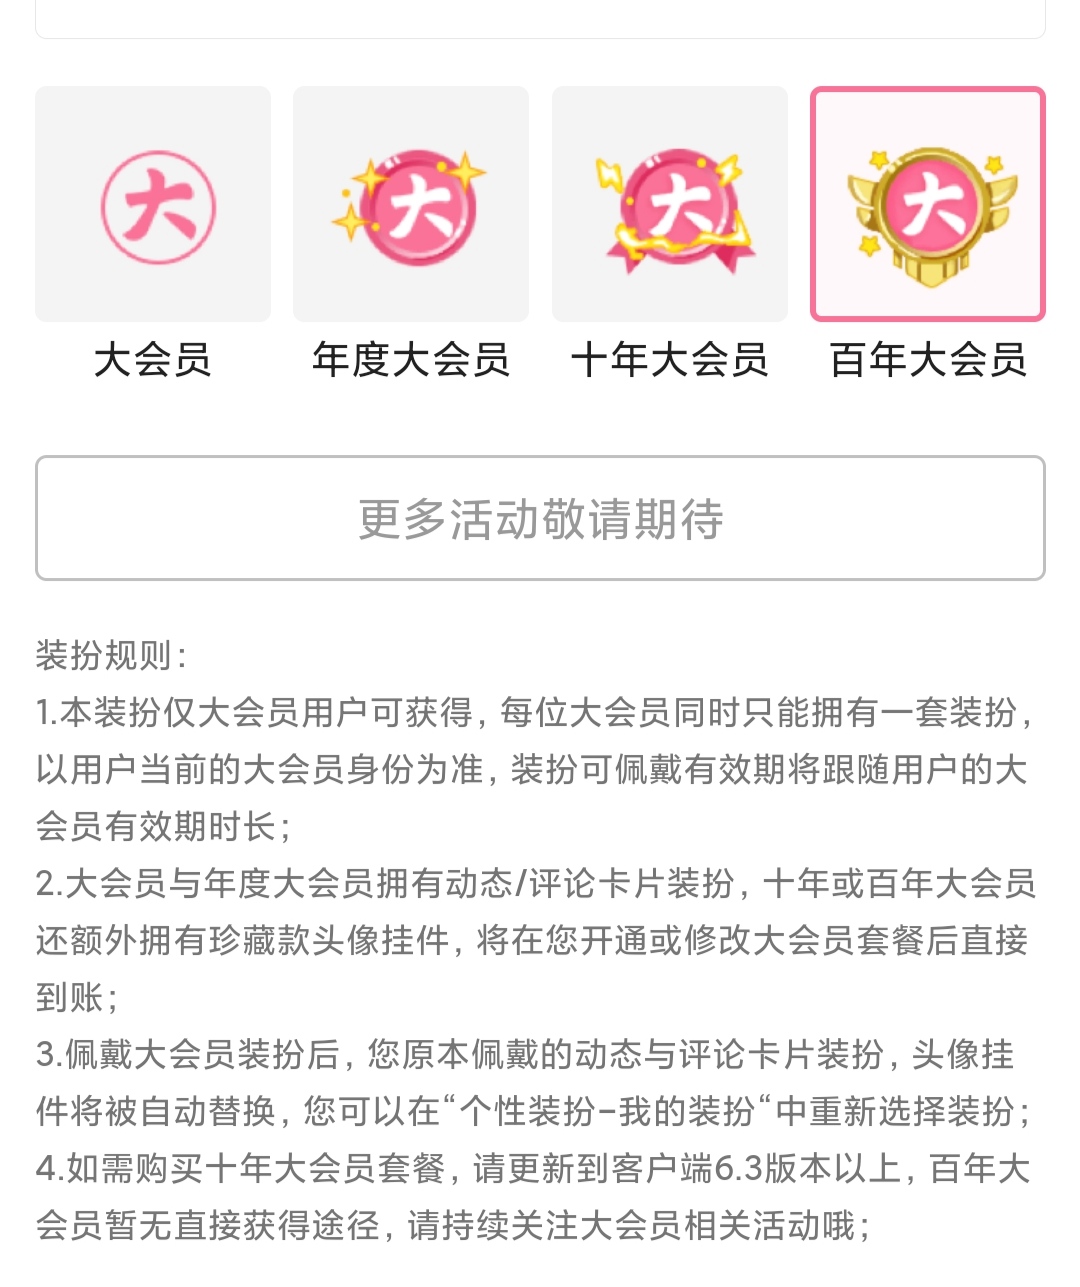 大
大
大
大
大会员
年度大会员
十年大会员
百年大会员
更多活动敬请期待
装扮规则：
1.本装扮仅大会员用户可获得，每位大会员同时只能拥有一套装扮，
以用户当前的大会员身份为准，装扮可佩戴有效期将跟随用户的大
会员有效期时长；
2.大会员与年度大会员拥有动态/评论卡片装扮，十年或百年大会员
还额外拥有珍藏款头像挂件，将在您开通或修改大会员套餐后直接
到账；
3.佩戴大会员装扮后，您原本佩戴的动态与评论卡片装扮，头像挂
件将被自动替换，您可以在“个性装扮-我的装扮“中重新选择装扮；
4.如需购买十年大会员套餐，请更新到客户端6.3版本以上，百年大
会员暂无直接获得途径，请持续关注大会员相关活动哦；